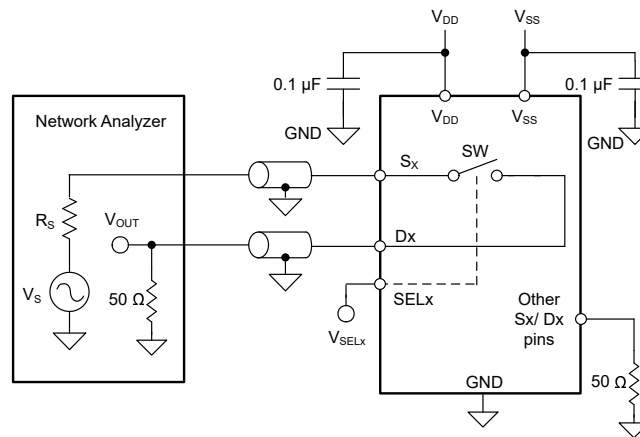 VDD
VSS
0.1 µF
0.1 µF
VDD
VSS
GND
GND
Network Analyzer
SX
SW
RS
VOUT
Dx
VS
50 Ω
SELx
VSELx
Other
Sx/ Dx
pins
GND
50 Ω